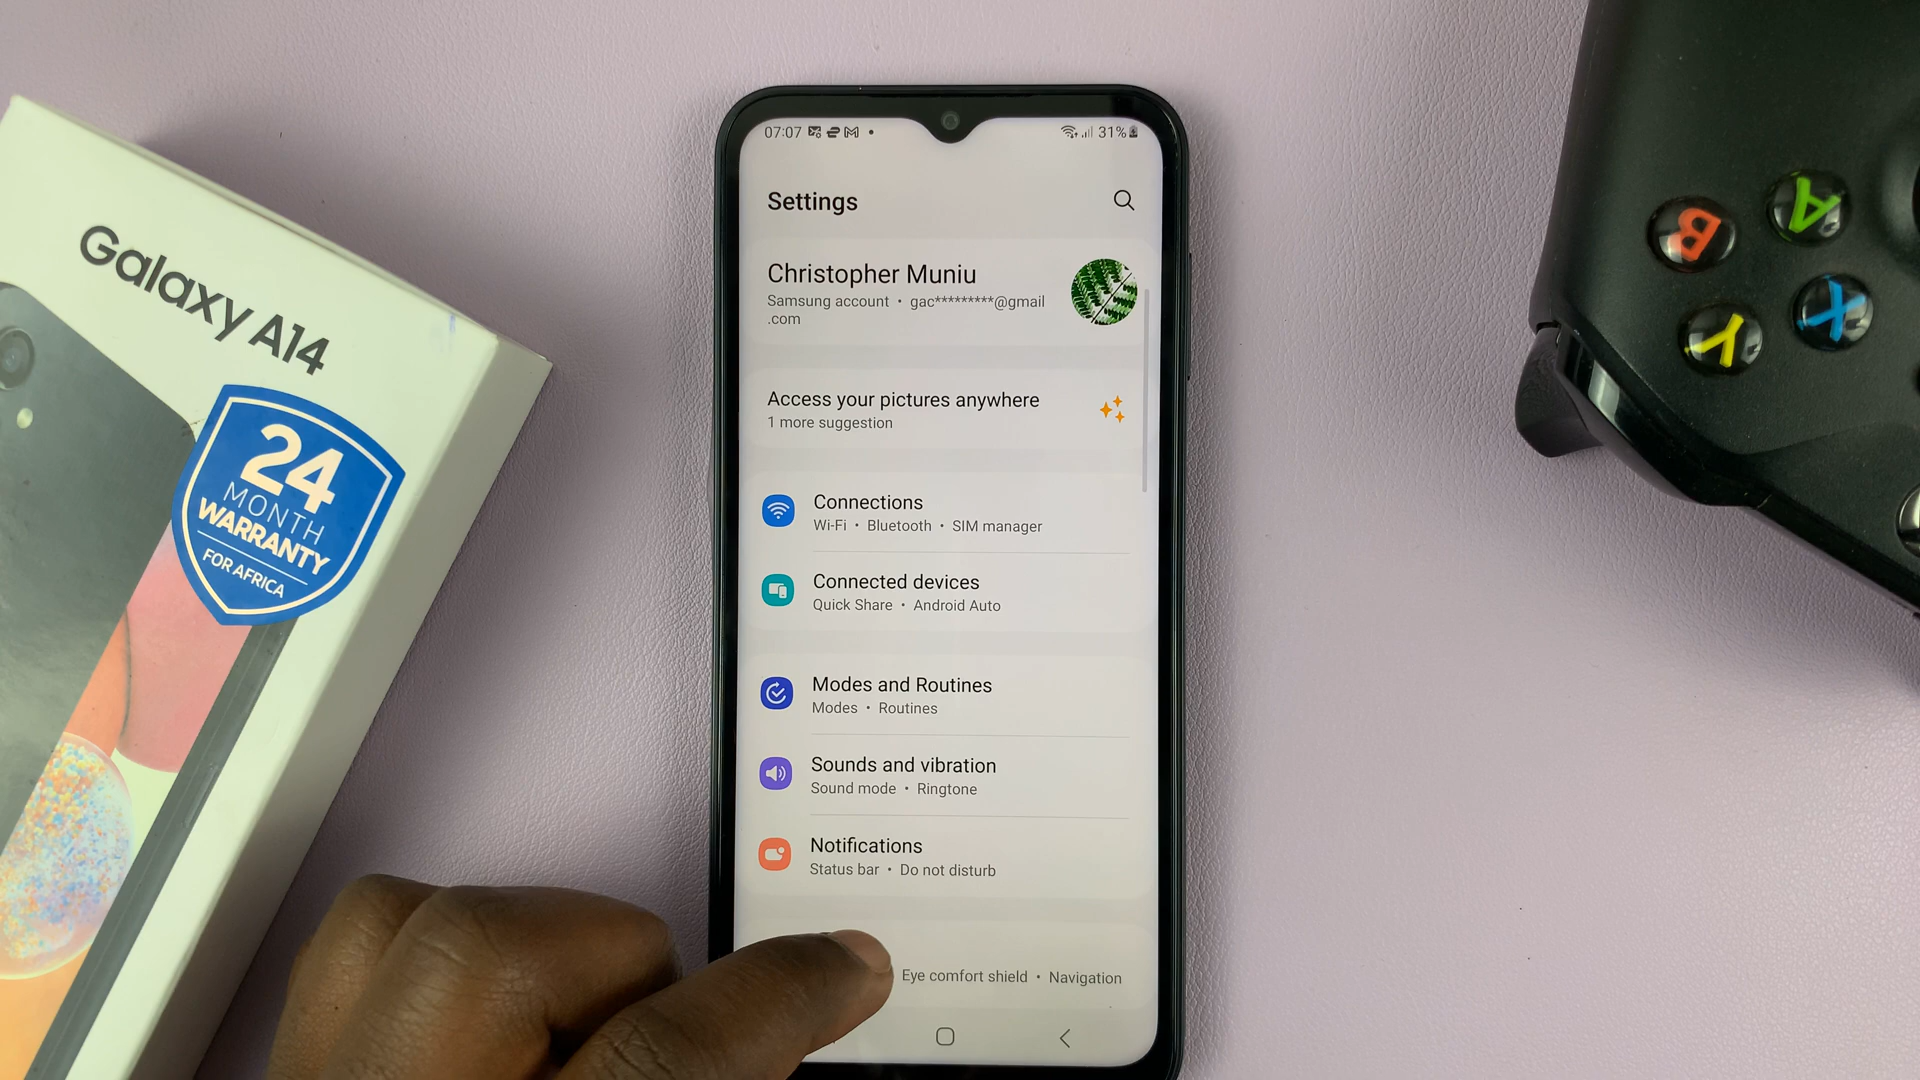 Galaxy A14
24
MONTH
WARRANTY
FOR AFRICA
07:07
31%
Settings
Christopher Muniu
Samsung account • gac*********@gmail
.com
Access your pictures anywhere
1 more suggestion
Connections
Wi-Fi • Bluetooth • SIM manager
Connected devices
Quick Share • Android Auto
Modes and Routines
Modes • Routines
Sounds and vibration
Sound mode • Ringtone
Notifications
Status bar • Do not disturb
Eye comfort shield • Navigation
A
B
X
Y